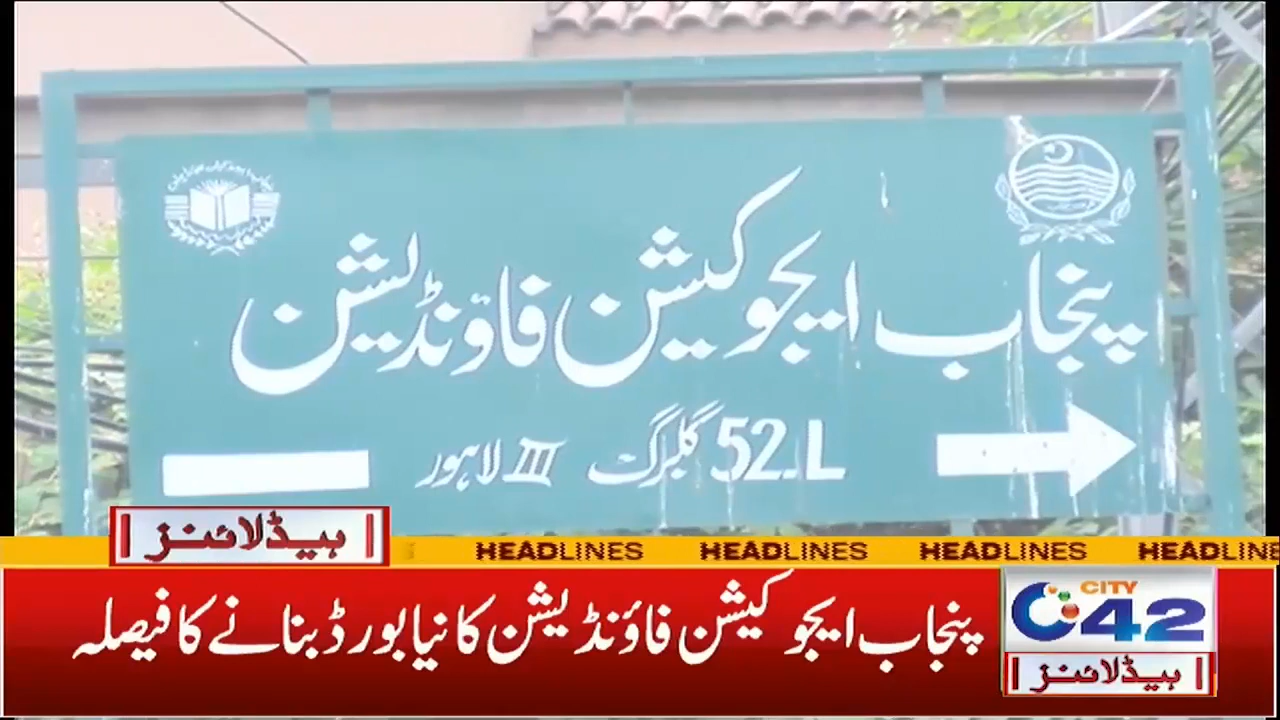 پنجاب ایجوکیشن فاؤنڈیشن
52.L گلبرگ III لاہور
ہیڈلائنز
HEADLINES HEADLINES HEADLINES HEADLINE
پنجاب ایجوکیشن فاؤنڈیشن کا نیا بورڈ بنانے کا فیصلہ
CITY
42
ہیڈلائنز